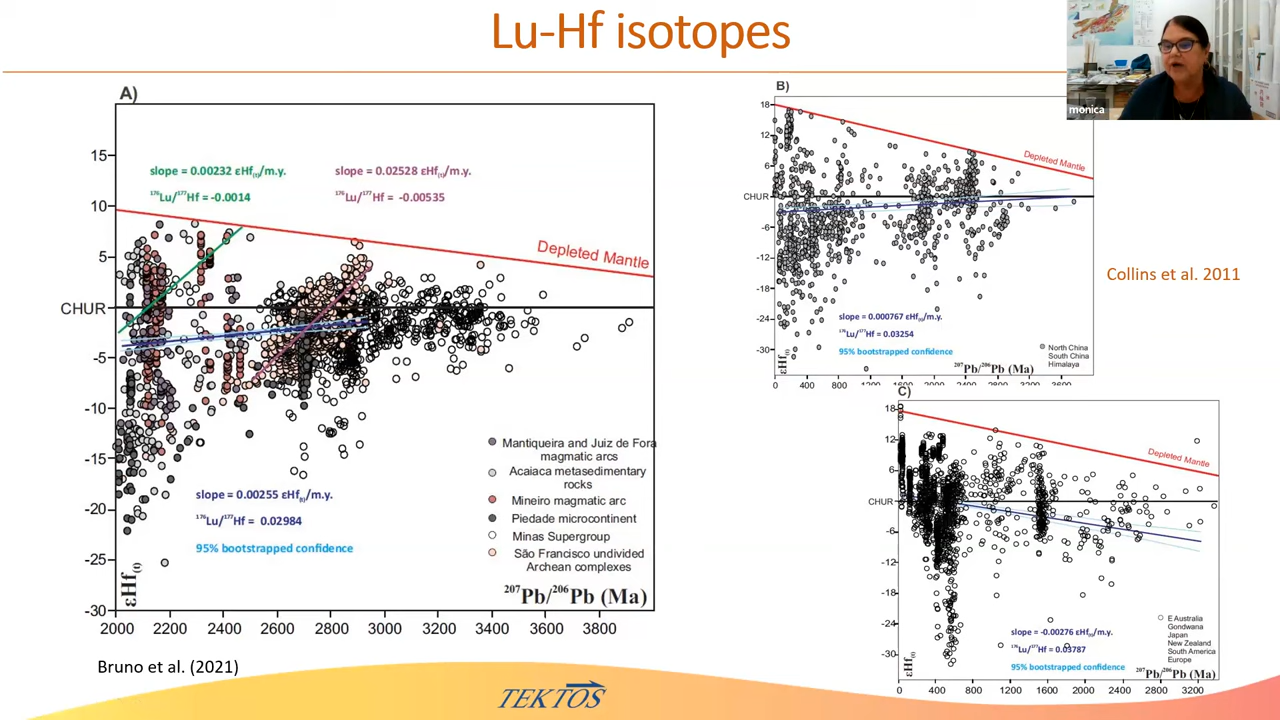 Lu-Hf isotopes
monica
A)
slope = 0.00232 εHf(t)/m.y.
176Lu/177Hf = -0.0014
slope = 0.02528 εHf(t)/m.y.
176Lu/177Hf = -0.00535
Depleted Mantle
15
10
5
CHUR
-5
-10
-15
-20
-25
-30
εHf(t)
slope = 0.00255 εHf(t)/m.y.
176Lu/177Hf = 0.02984
95% bootstrapped confidence
Mantiqueira and Juiz de Fora
magmatic arcs
Acaiaca metasedimentary
rocks
Mineiro magmatic arc
Piedade microcontinent
Minas Supergroup
São Francisco undivided
Archean complexes
207Pb/206Pb (Ma)
2000 2200 2400 2600 2800 3000 3200 3400 3600 3800
Bruno et al. (2021)
B)
18
12
6
CHUR
-6
-12
-18
-24
-30
Depleted Mantle
slope = 0.000767 εHf(t)/m.y.
176Lu/177Hf = 0.03254
95% bootstrapped confidence
North China
South China
Himalaya
εHf(t)
207Pb/206Pb (Ma)
0 400 800 1200 1600 2000 2400 2800 3200 3600
Collins et al. 2011
C)
18
12
6
CHUR
-6
-12
-18
-24
-30
Depleted Mantle
slope = -0.00276 εHf(t)/m.y.
176Lu/177Hf = 0.03787
95% bootstrapped confidence
E Australia
Gondwana
Japan
New Zealand
South America
Europe
εHf(t)
207Pb/206Pb (Ma)
0 400 800 1200 1600 2000 2400 2800 3200
TEKTOS